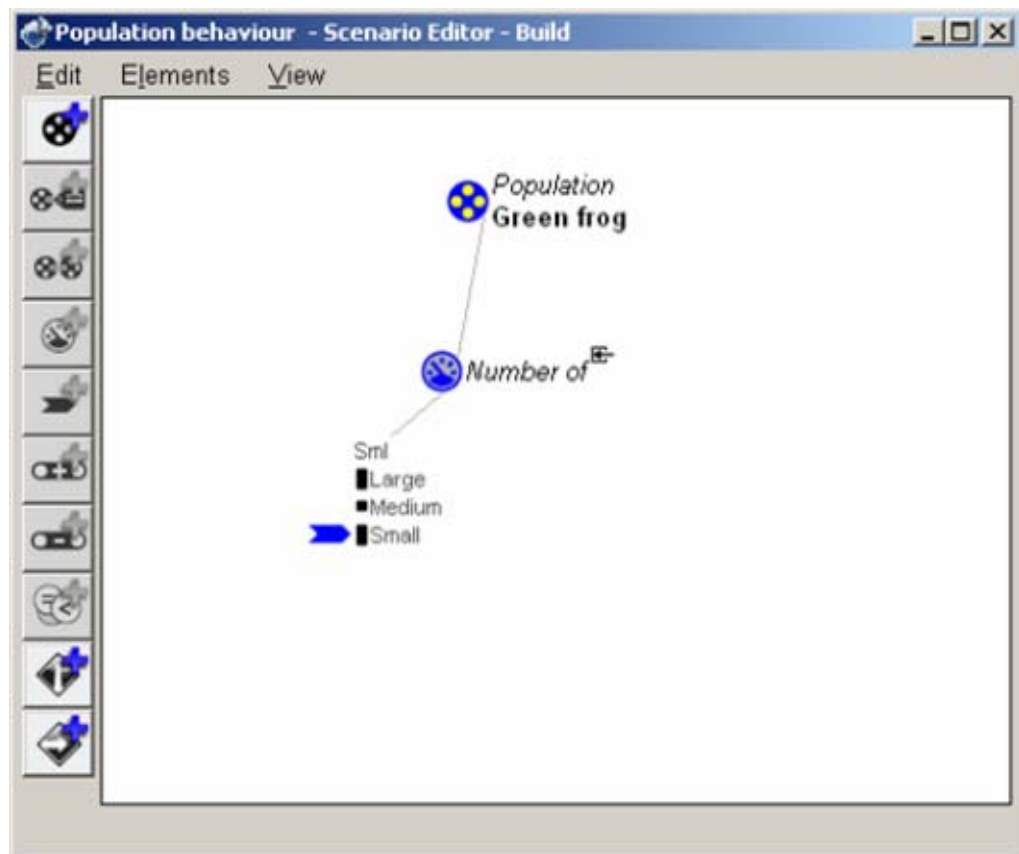 Population behaviour - Scenario Editor - Build
Edit Elements View
Population
Green frog
Number of
Sml
Large
Medium
Small